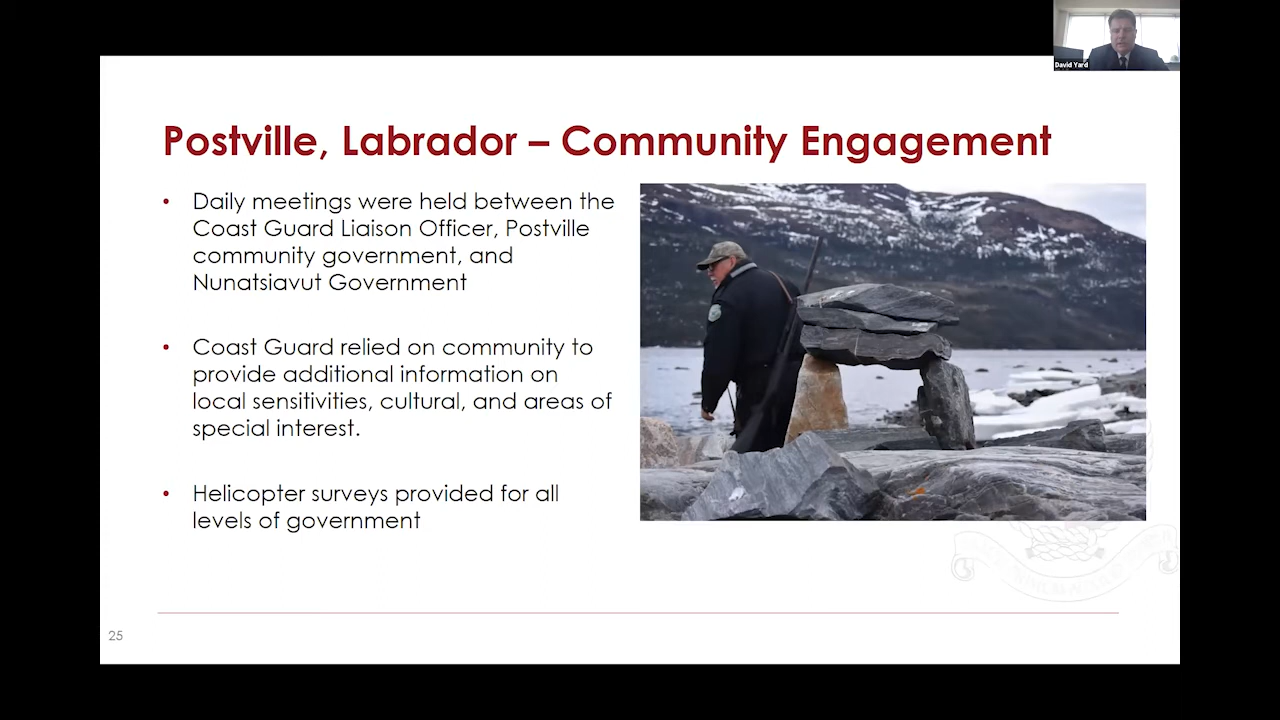 David Yard
Postville, Labrador – Community Engagement
• Daily meetings were held between the
Coast Guard Liaison Officer, Postville
community government, and
Nunatsiavut Government
• Coast Guard relied on community to
provide additional information on
local sensitivities, cultural, and areas of
special interest.
• Helicopter surveys provided for all
levels of government
25